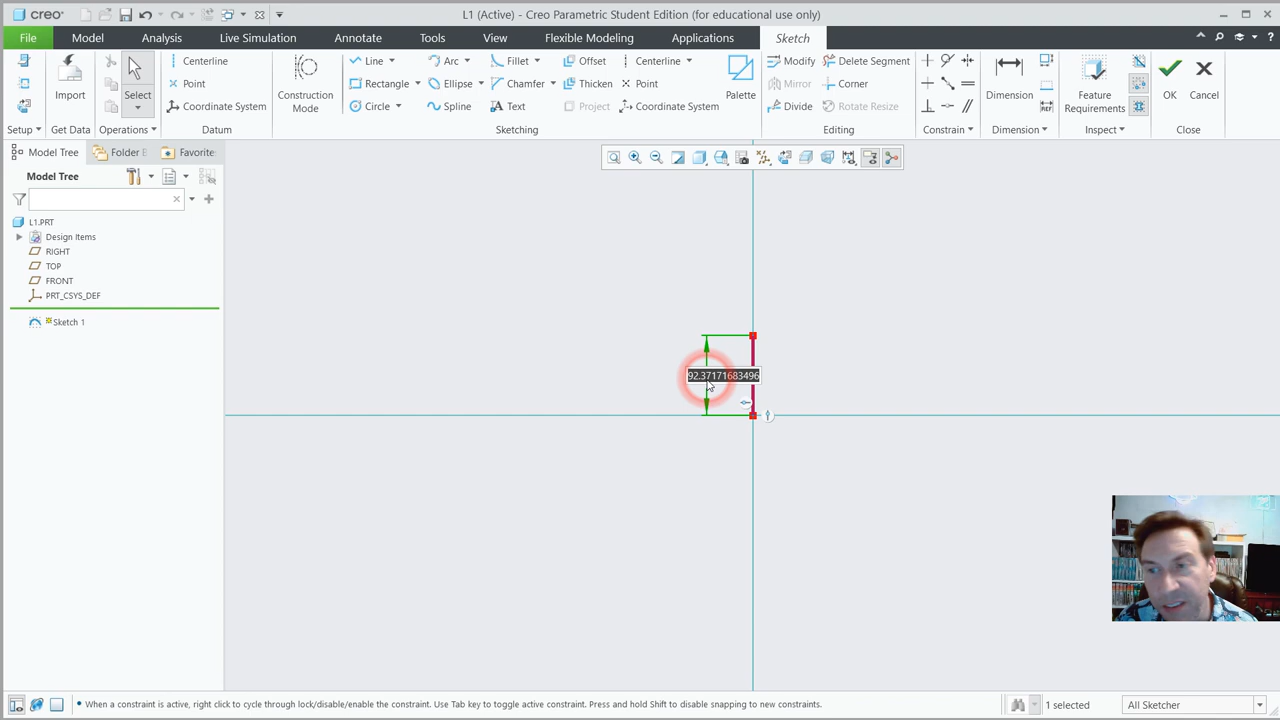 creo
L1 (Active) - Creo Parametric Student Edition (for educational use only)
File
Model
Analysis
Live Simulation
Annotate
Tools
View
Flexible Modeling
Applications
Sketch
Import
Select
Centerline
Point
Coordinate System
Construction
Mode
Line
Arc
Fillet
Offset
Centerline
Rectangle
Ellipse
Chamfer
Thicken
Point
Circle
Spline
Text
Project
Coordinate System
Palette
Modify
Delete Segment
Mirror
Corner
Divide
Rotate Resize
Dimension
Feature
Requirements
OK
Cancel
Setup
Get Data
Operations
Datum
Sketching
Editing
Constrain
Dimension
Inspect
Close
Model Tree
Folder B
Favorite
Model Tree
L1.PRT
Design Items
RIGHT
TOP
FRONT
PRT_CSYS_DEF
Sketch 1
92.37171683496
• When a constraint is active, right click to cycle through lock/disable/enable the constraint. Use Tab key to toggle active constraint. Press and hold Shift to disable snapping to new constraints.
1 selected
All Sketcher